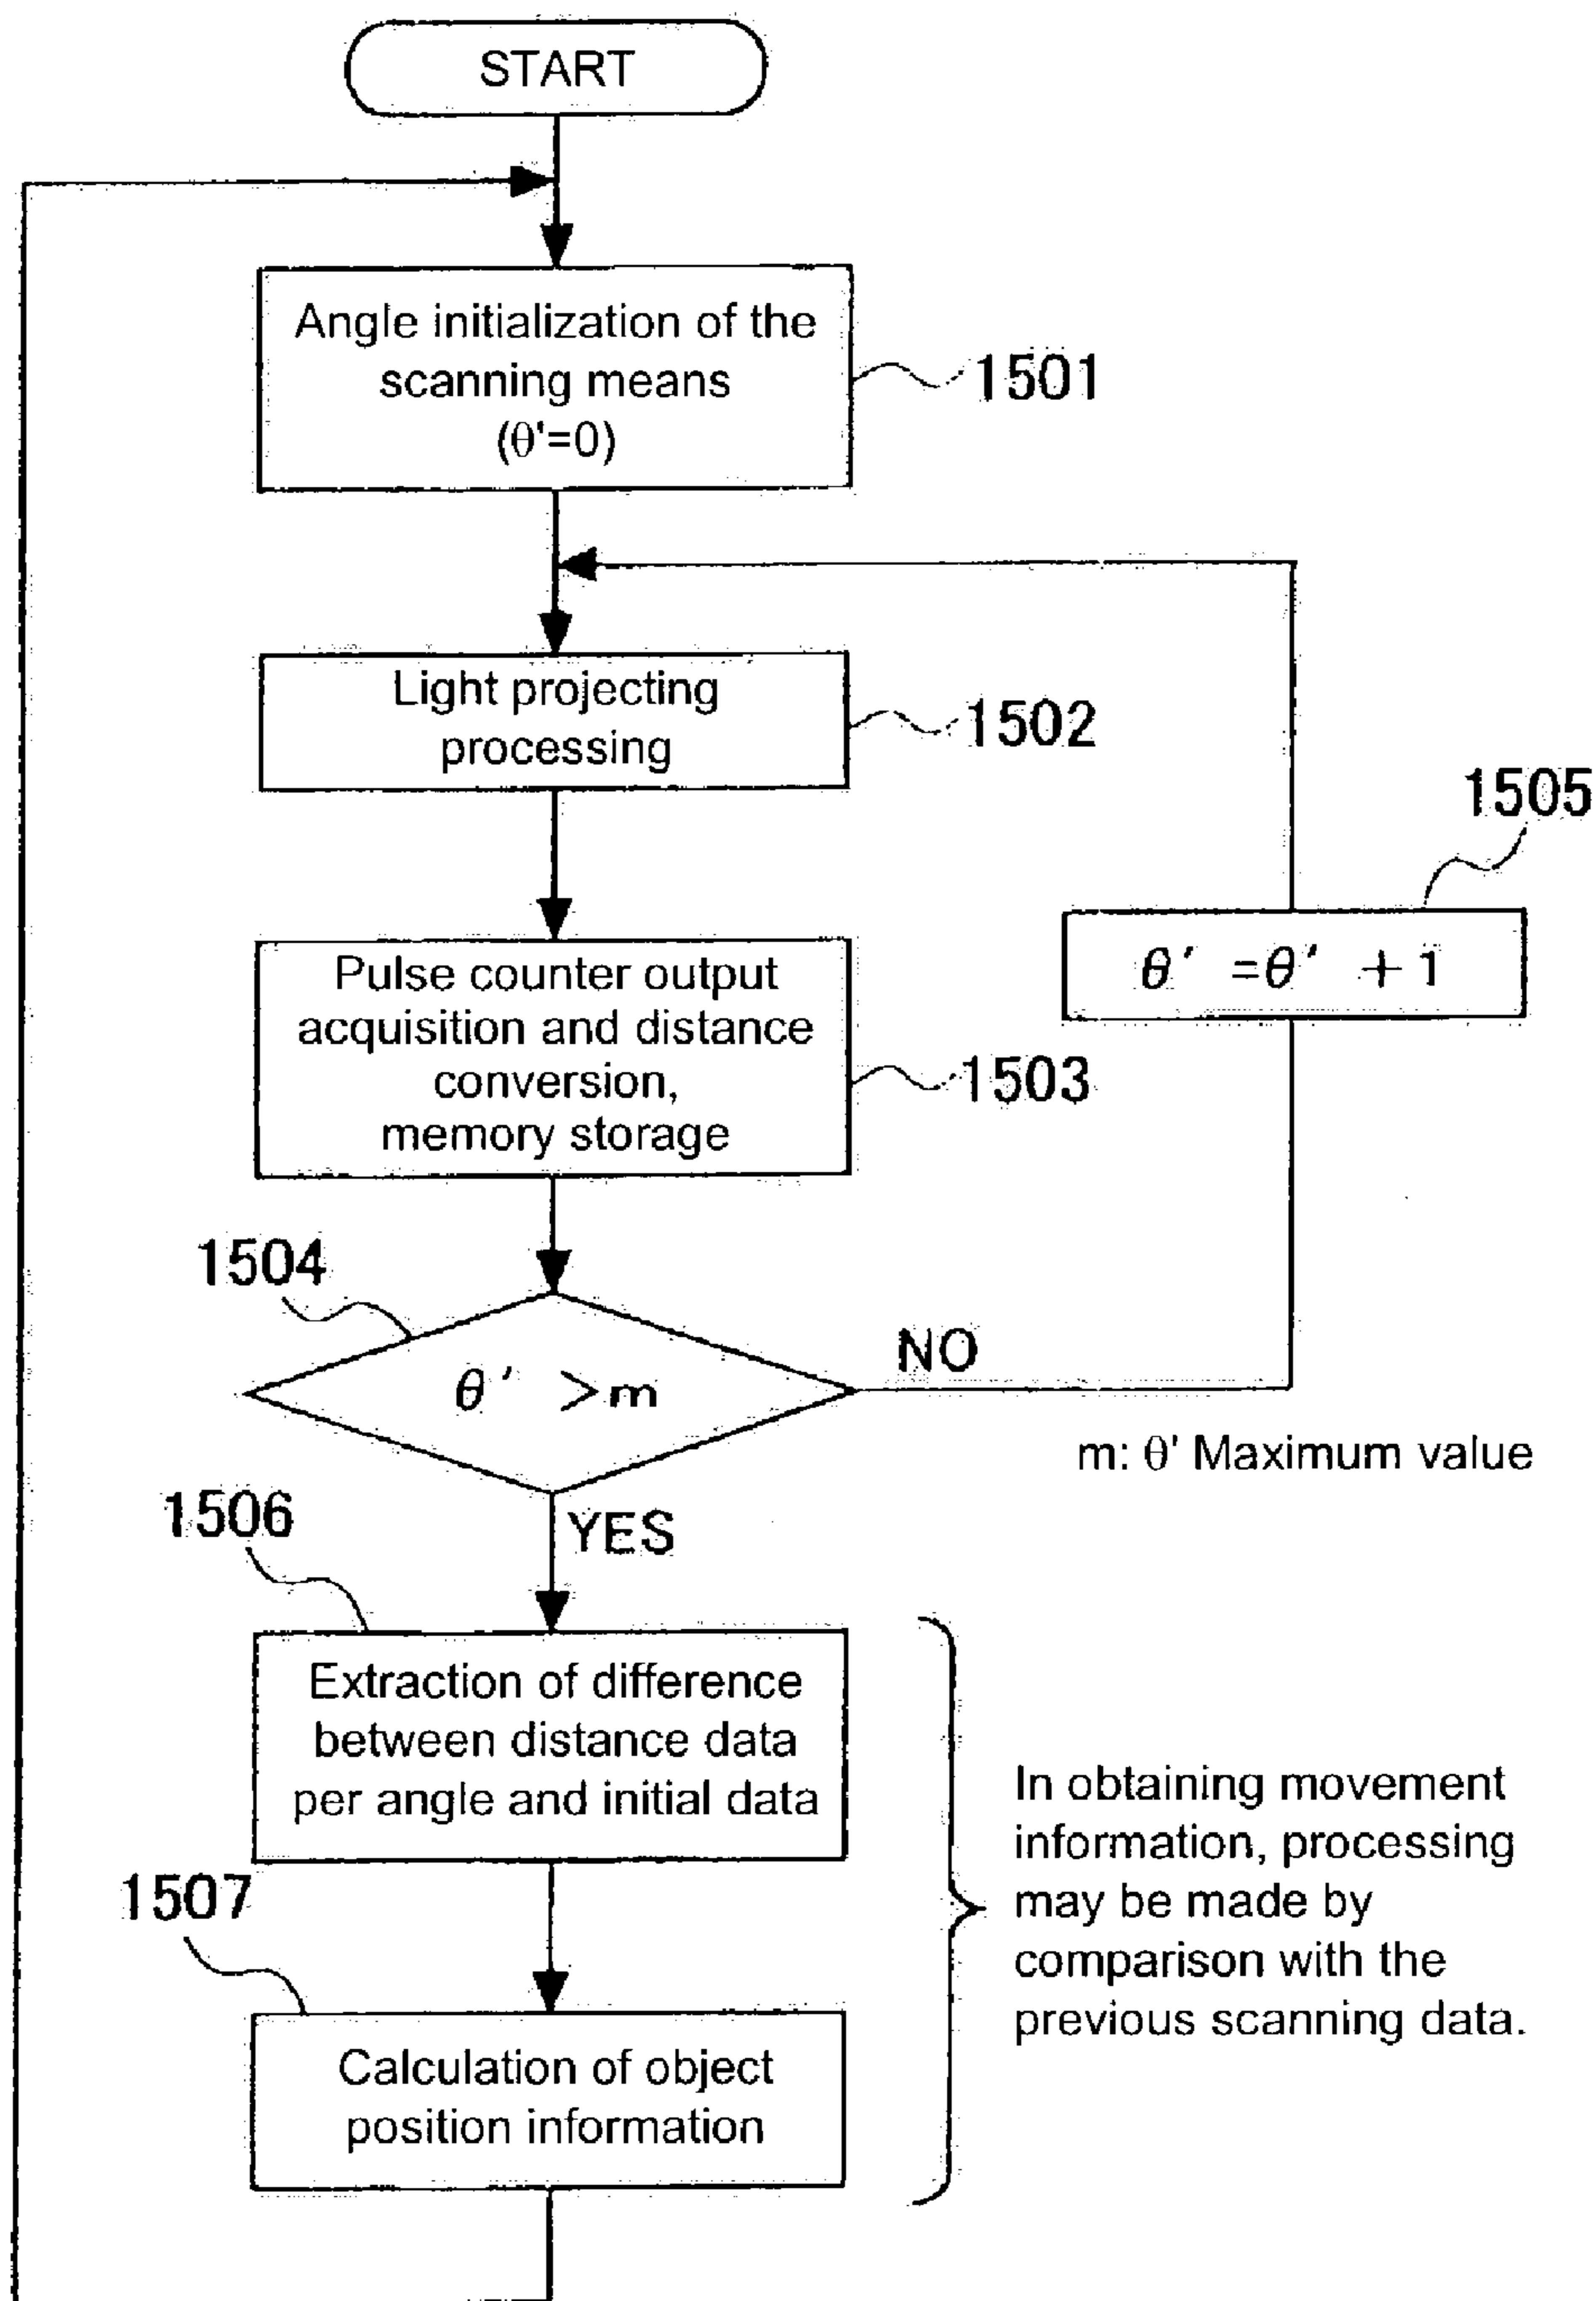 START
Angle initialization of the
scanning means
(θ'=0)
1501
Light projecting
processing
1502
1505
θ' =θ' +1
Pulse counter output
acquisition and distance
conversion,
memory storage
1503
1504
θ' >m
NO
m: θ' Maximum value
YES
1506
Extraction of difference
between distance data
per angle and initial data
In obtaining movement
information, processing
may be made by
comparison with the
previous scanning data.
1507
Calculation of object
position information